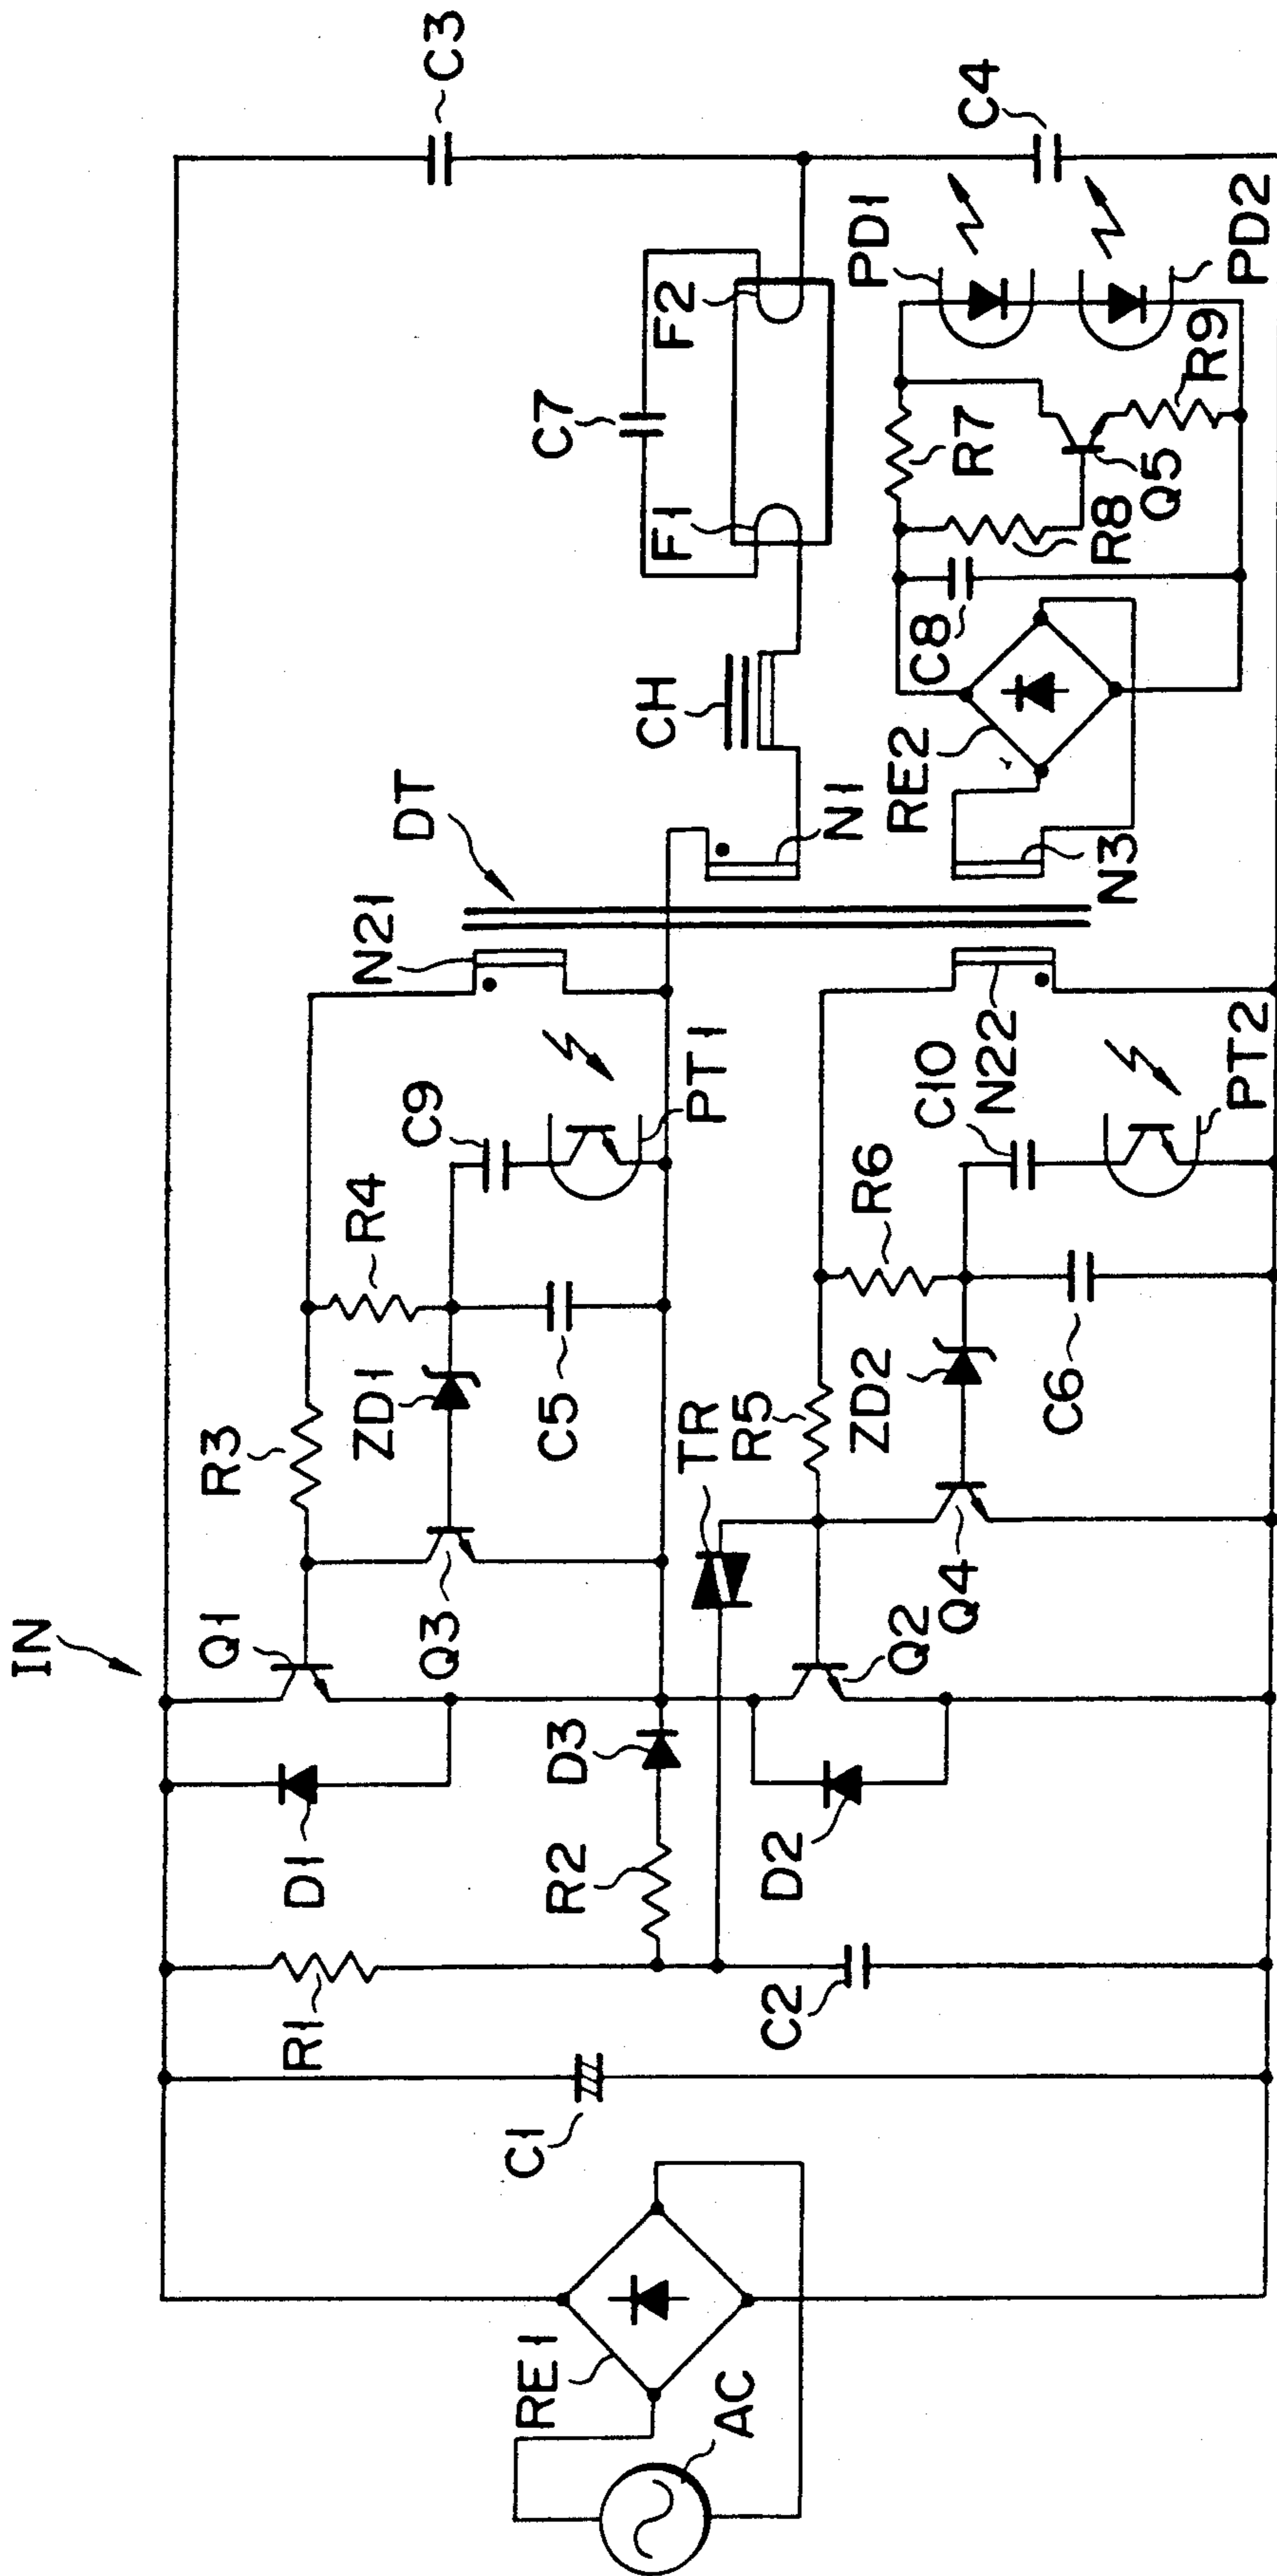 IN
DT
C3
N21
Q1
R3
R4
C9
PT1
ZD1
C5
Q3
CH
F1
F2
C7
N1
D1
R1
D3
R2
TR
R5
R6
C10
N22
PT2
ZD2
C6
Q4
Q2
D2
C2
C1
RE1
AC
N3
RE2
C8
R8
R7
Q5
R9
PD1
PD2
C4